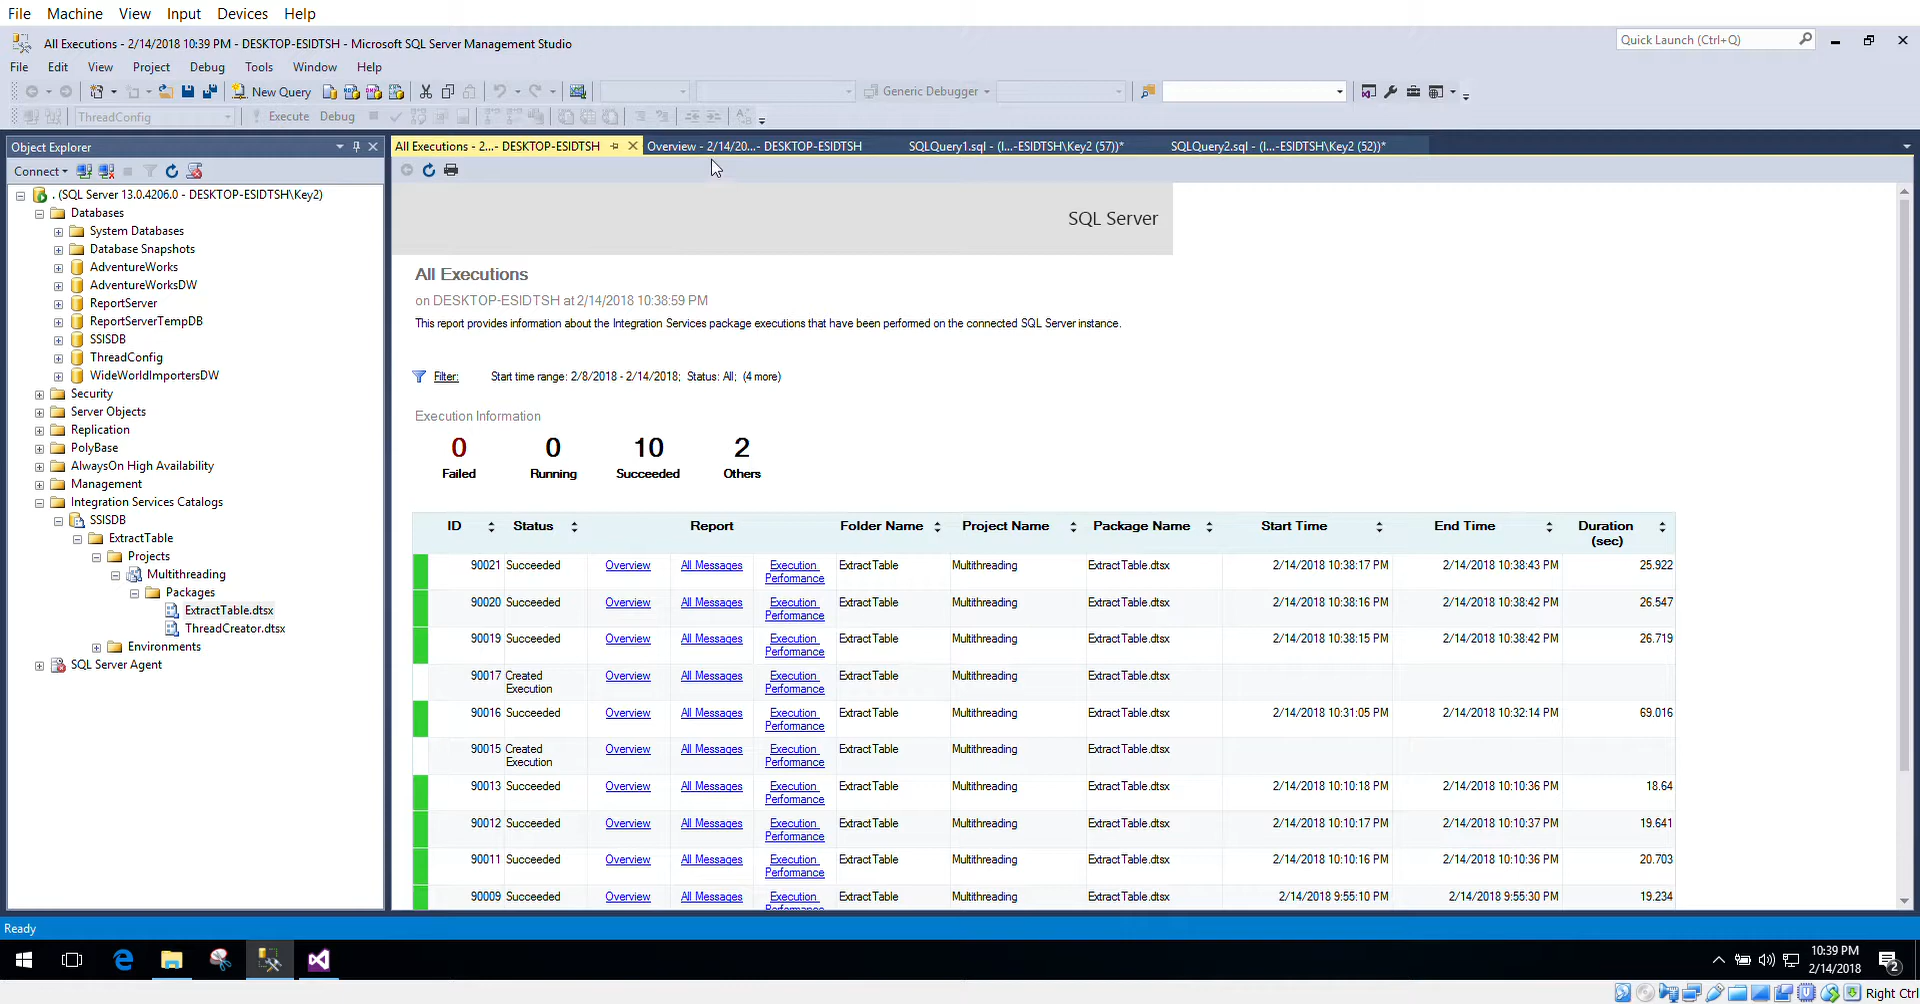 File Machine View Input Devices Help
All Executions - 2/14/2018 10:39 PM - DESKTOP-ESIDTSH - Microsoft SQL Server Management Studio
Quick Launch (Ctrl+Q)
File Edit View Project Debug Tools Window Help
New Query
Generic Debugger
ThreadConfig
Execute Debug
Object Explorer
All Executions - 2...- DESKTOP-ESIDTSH
Overview - 2/14/20...- DESKTOP-ESIDTSH
SQLQuery1.sql - (l...-ESIDTSH\Key2 (57))*
SQLQuery2.sql - (l...-ESIDTSH\Key2 (52))*
Connect
. (SQL Server 13.0.4206.0 - DESKTOP-ESIDTSH\Key2)
Databases
System Databases
Database Snapshots
AdventureWorks
AdventureWorksDW
ReportServer
ReportServerTempDB
SSISDB
ThreadConfig
WideWorldImportersDW
Security
Server Objects
Replication
PolyBase
AlwaysOn High Availability
Management
Integration Services Catalogs
SSISDB
ExtractTable
Projects
Multithreading
Packages
ExtractTable.dtsx
ThreadCreator.dtsx
Environments
SQL Server Agent
SQL Server
All Executions
on DESKTOP-ESIDTSH at 2/14/2018 10:38:59 PM
This report provides information about the Integration Services package executions that have been performed on the connected SQL Server instance.
Filter: Start time range: 2/8/2018 - 2/14/2018; Status: All; (4 more)
Execution Information
0 0 10 2
Failed Running Succeeded Others
ID Status Report Folder Name Project Name Package Name Start Time End Time Duration (sec)
90021 Succeeded Overview All Messages Execution Performance ExtractTable Multithreading ExtractTable.dtsx 2/14/2018 10:38:17 PM 2/14/2018 10:38:43 PM 25.922
90020 Succeeded Overview All Messages Execution Performance ExtractTable Multithreading ExtractTable.dtsx 2/14/2018 10:38:16 PM 2/14/2018 10:38:42 PM 26.547
90019 Succeeded Overview All Messages Execution Performance ExtractTable Multithreading ExtractTable.dtsx 2/14/2018 10:38:15 PM 2/14/2018 10:38:42 PM 26.719
90017 Created Execution Overview All Messages Execution Performance ExtractTable Multithreading ExtractTable.dtsx
90016 Succeeded Overview All Messages Execution Performance ExtractTable Multithreading ExtractTable.dtsx 2/14/2018 10:31:05 PM 2/14/2018 10:32:14 PM 69.016
90015 Created Execution Overview All Messages Execution Performance ExtractTable Multithreading ExtractTable.dtsx
90013 Succeeded Overview All Messages Execution Performance ExtractTable Multithreading ExtractTable.dtsx 2/14/2018 10:10:18 PM 2/14/2018 10:10:36 PM 18.64
90012 Succeeded Overview All Messages Execution Performance ExtractTable Multithreading ExtractTable.dtsx 2/14/2018 10:10:17 PM 2/14/2018 10:10:37 PM 19.641
90011 Succeeded Overview All Messages Execution Performance ExtractTable Multithreading ExtractTable.dtsx 2/14/2018 10:10:16 PM 2/14/2018 10:10:36 PM 20.703
90009 Succeeded Overview All Messages Execution Performance ExtractTable Multithreading ExtractTable.dtsx 2/14/2018 9:55:10 PM 2/14/2018 9:55:30 PM 19.234
Ready
10:39 PM
2/14/2018
2
Right Ctrl